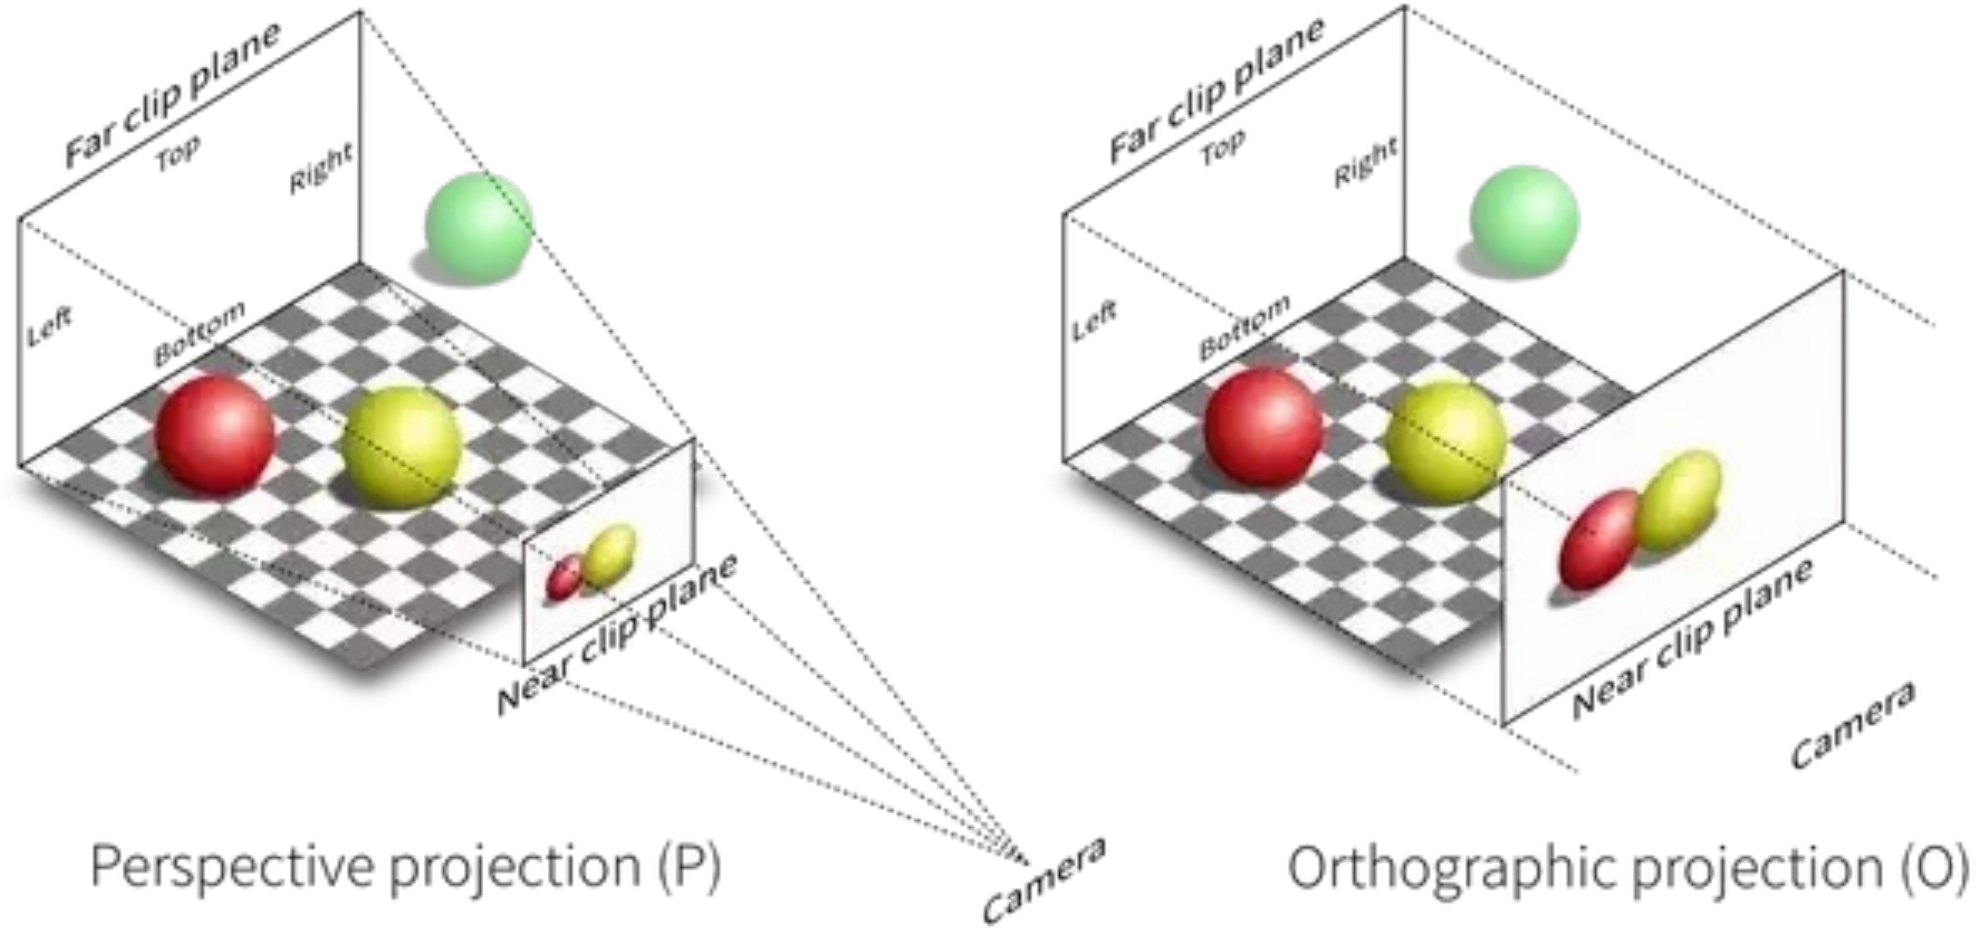 Far clip plane
Top
Right
Left
Bottom
Near clip plane
Camera
Perspective projection (P)
Far clip plane
Top
Right
Left
Bottom
Near clip plane
Camera
Orthographic projection (O)